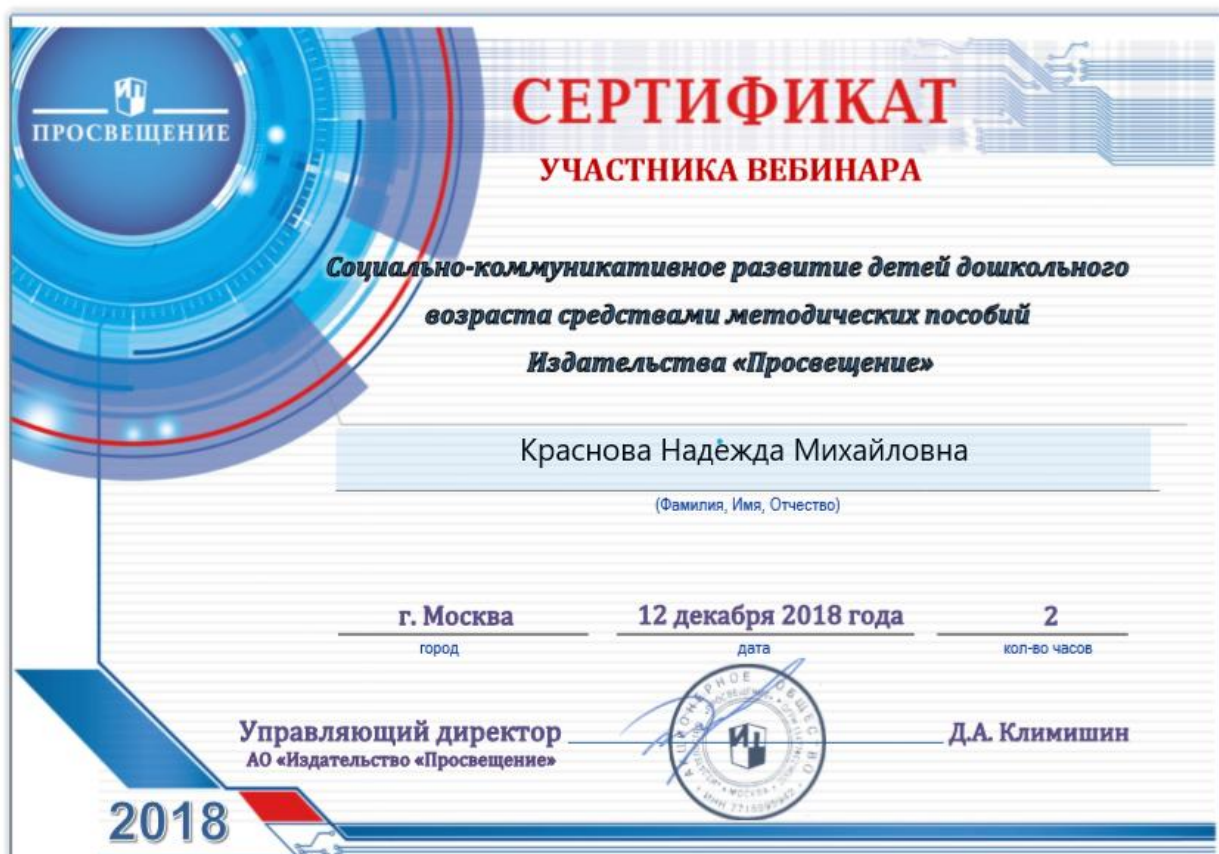 ПРОСВЕЩЕНИЕ
СЕРТИФИКАТ
УЧАСТНИКА ВЕБИНАРА
Социально-коммуникативное развитие детей дошкольного
возраста средствами методических пособий
Издательства «Просвещение»
Краснова Надежда Михайловна
(Фамилия, Имя, Отчество)
г. Москва 12 декабря 2018 года 2
город дата кол-во часов
Управляющий директор Д.А. Климишин
АО «Издательство «Просвещение»
АКЦИОНЕРНОЕ ОБЩЕСТВО
2018